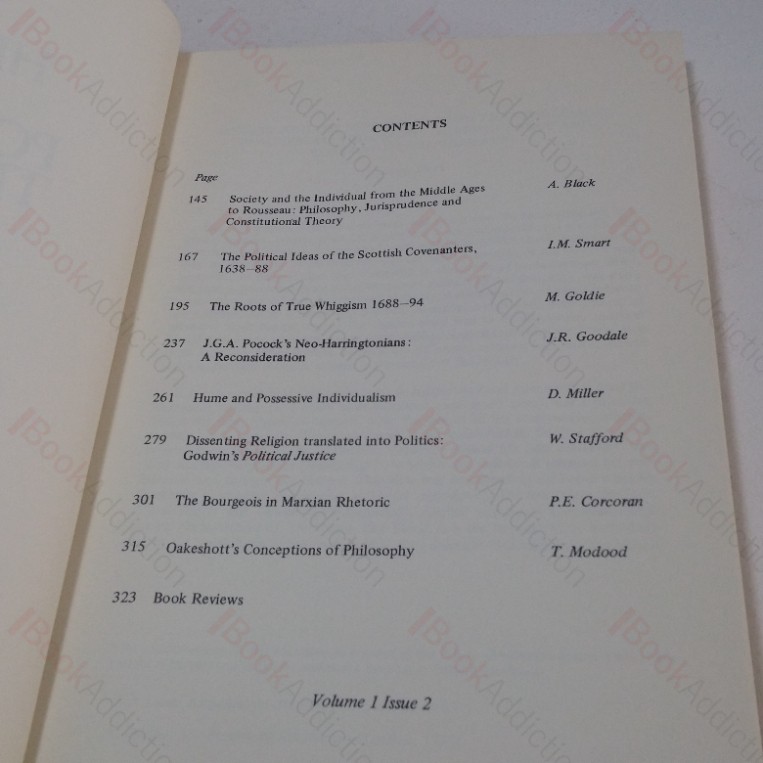 CONTENTS
Page
145 Society and the Individual from the Middle Ages A. Black
to Rousseau: Philosophy, Jurisprudence and
Constitutional Theory
167 The Political Ideas of the Scottish Covenanters, I.M. Smart
1638—88
195 The Roots of True Whiggism 1688—94 M. Goldie
237 J.G.A. Pocock's Neo-Harringtonians: J.R. Goodale
A Reconsideration
261 Hume and Possessive Individualism D. Miller
279 Dissenting Religion translated into Politics: W. Stafford
Godwin's Political Justice
301 The Bourgeois in Marxian Rhetoric P.E. Corcoran
315 Oakeshott's Conceptions of Philosophy T. Modood
323 Book Reviews
Volume 1 Issue 2
BookAddiction